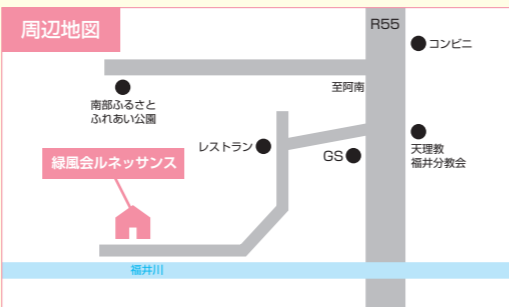 周辺地図
R55
コンビニ
至阿南
南部ふるさと
ふれあい公園
レストラン
GS
天理教
福井分教会
緑風会ルネッサンス
福井川